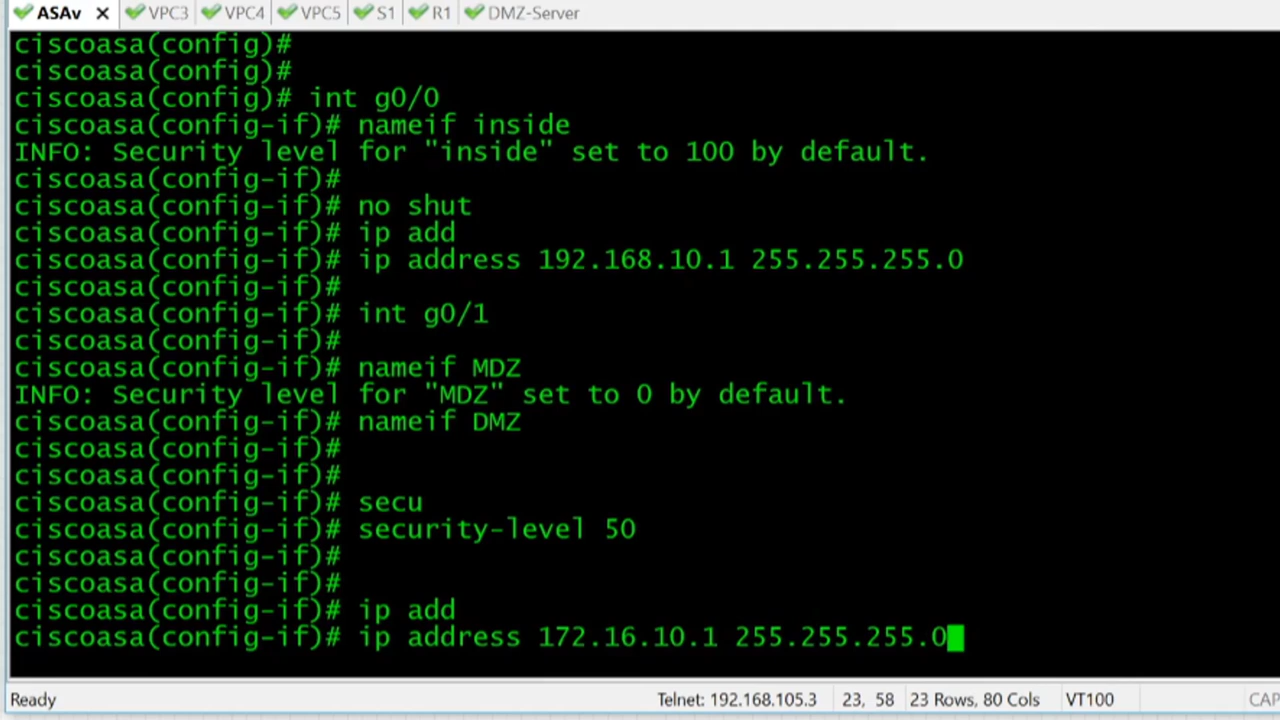 ASAv VPC3 VPC4 VPC5 S1 R1 DMZ-Server
ciscoasa(config)#
ciscoasa(config)#
ciscoasa(config)# int g0/0
ciscoasa(config-if)# nameif inside
INFO: Security level for "inside" set to 100 by default.
ciscoasa(config-if)#
ciscoasa(config-if)# no shut
ciscoasa(config-if)# ip add
ciscoasa(config-if)# ip address 192.168.10.1 255.255.255.0
ciscoasa(config-if)#
ciscoasa(config-if)# int g0/1
ciscoasa(config-if)#
ciscoasa(config-if)# nameif MDZ
INFO: Security level for "MDZ" set to 0 by default.
ciscoasa(config-if)# nameif DMZ
ciscoasa(config-if)#
ciscoasa(config-if)#
ciscoasa(config-if)# secu
ciscoasa(config-if)# security-level 50
ciscoasa(config-if)#
ciscoasa(config-if)#
ciscoasa(config-if)# ip add
ciscoasa(config-if)# ip address 172.16.10.1 255.255.255.0
Ready Telnet: 192.168.105.3 23, 58 23 Rows, 80 Cols VT100 CAP